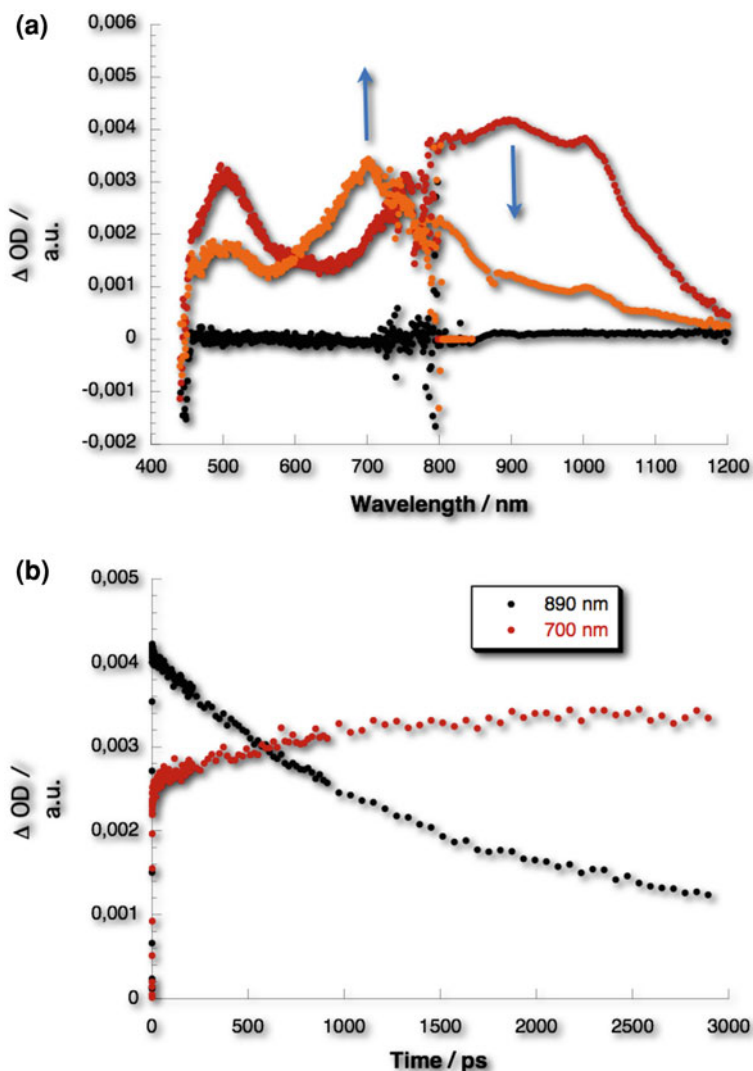 (a)
0,006
0,005
0,004
0,003
0,002
0,001
0
-0,001
-0,002
Δ OD /
a.u.
400 500 600 700 800 900 1000 1100 1200
Wavelength / nm
(b)
0,005
0,004
0,003
0,002
0,001
0
Δ OD /
a.u.
890 nm
700 nm
0 500 1000 1500 2000 2500 3000
Time / ps